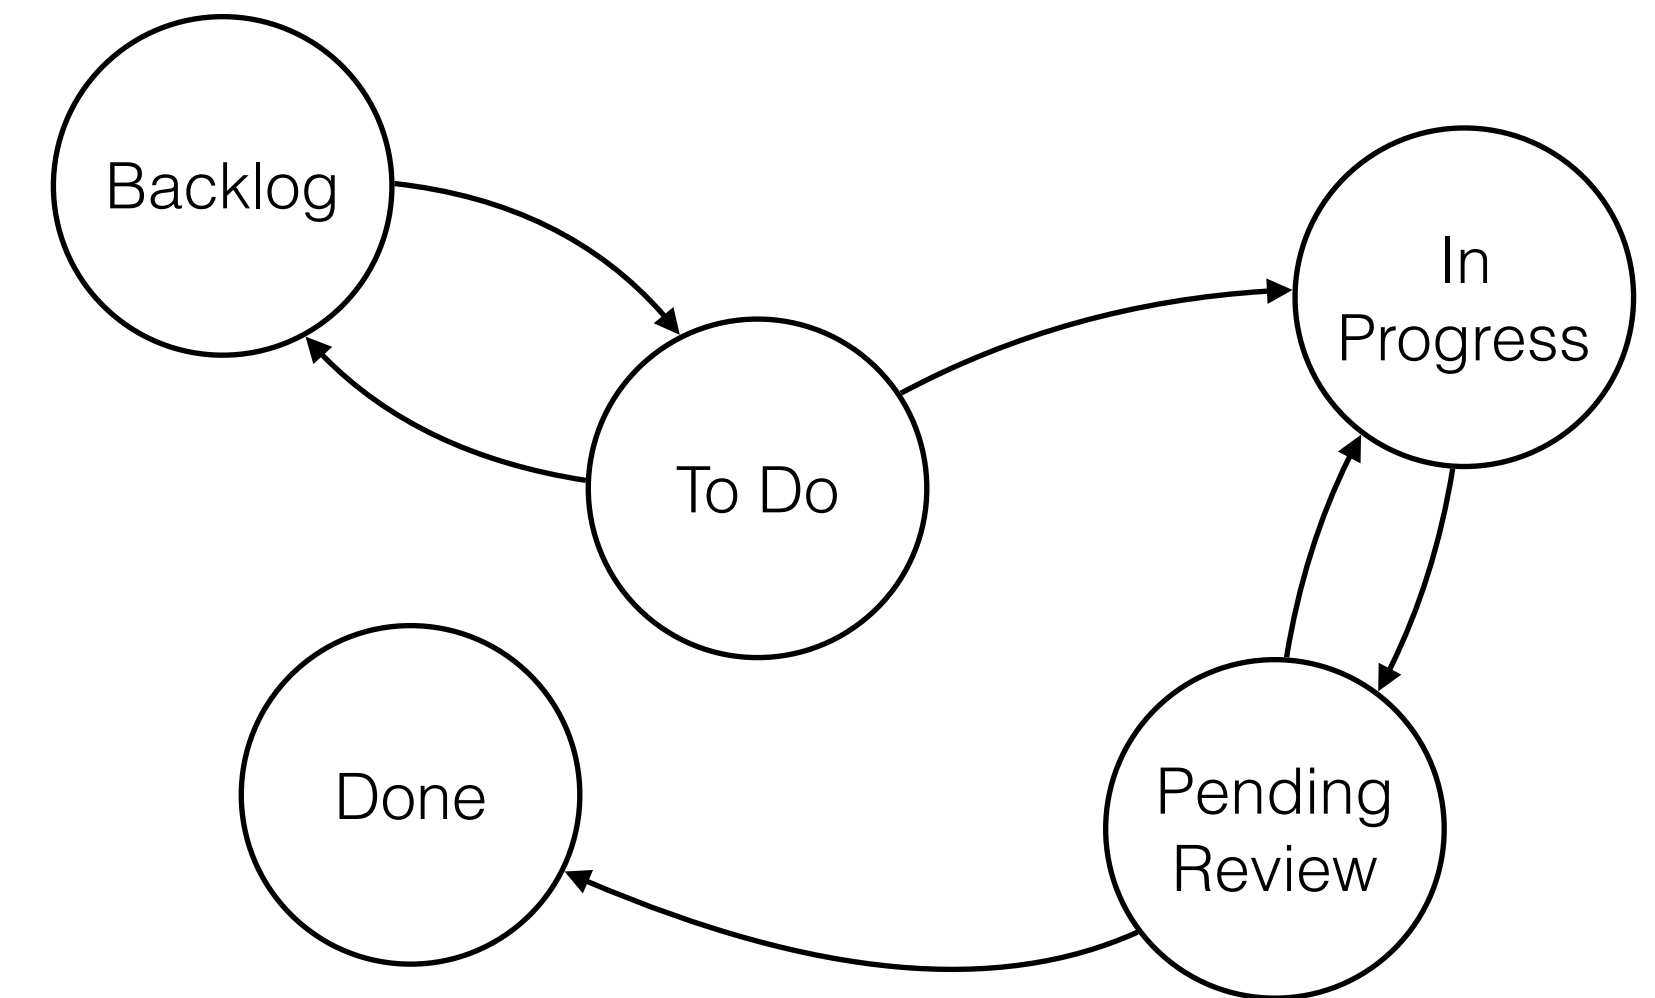 Backlog
In
Progress
To Do
Done
Pending
Review